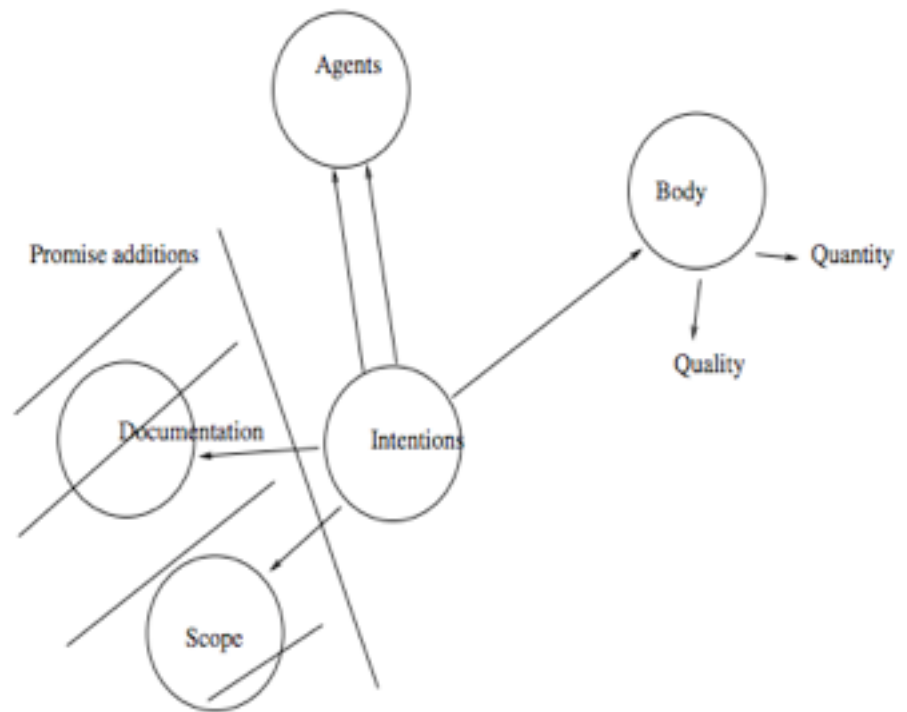 Agents
Body
Promise additions
Quantity
Quality
Documentation
Intentions
Scope